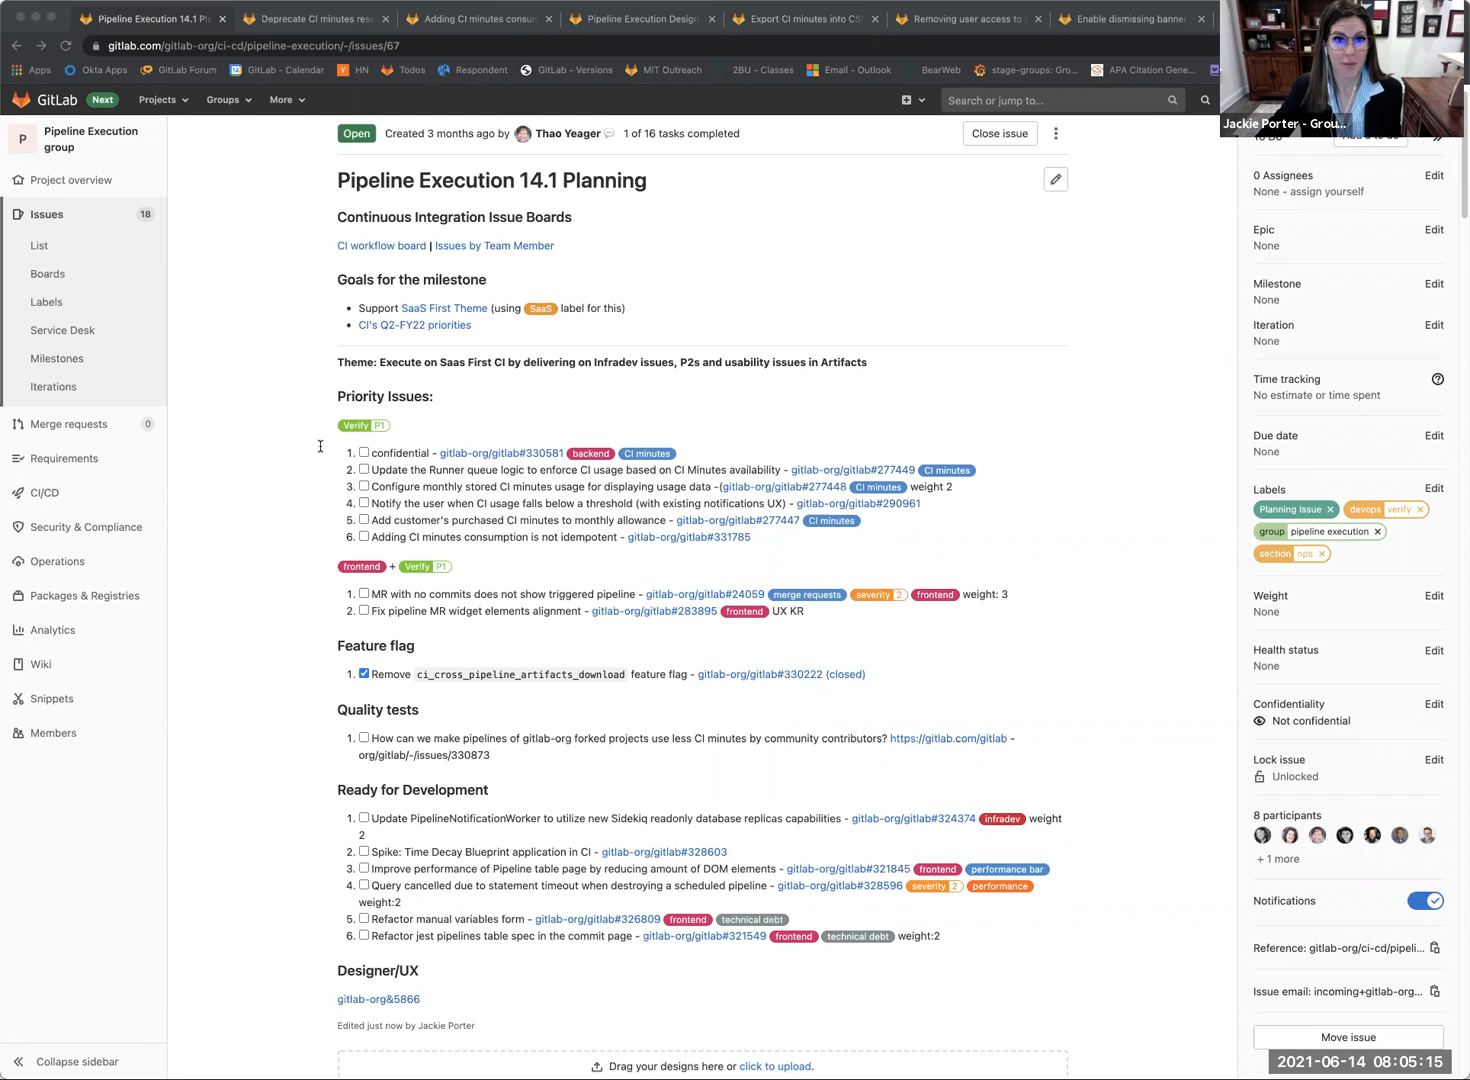 Pipeline Execution 14.1 Pl
Deprecate CI minutes res
Adding CI minutes consun
Pipeline Execution Design
Export CI minutes into CS
Removing user access to
Enable dismissing banner
gitlab.com/gitlab-org/ci-cd/pipeline-execution/-/issues/67
Apps
Okta Apps
GitLab Forum
GitLab - Calendar
HN
Todos
Respondent
GitLab - Versions
MIT Outreach
2BU - Classes
Email - Outlook
BearWeb
stage-groups: Gro...
APA Citation Gene...
GitLab
Next
Projects
Groups
More
Search or jump to...
Jackie Porter - Grou...
P
Pipeline Execution
group
Project overview
Issues 18
List
Boards
Labels
Service Desk
Milestones
Iterations
Merge requests 0
Requirements
CI/CD
Security & Compliance
Operations
Packages & Registries
Analytics
Wiki
Snippets
Members
Collapse sidebar
Open Created 3 months ago by Thao Yeager 1 of 16 tasks completed
Close issue
Pipeline Execution 14.1 Planning
Continuous Integration Issue Boards
CI workflow board | Issues by Team Member
Goals for the milestone
• Support SaaS First Theme (using SaaS label for this)
• CI's Q2-FY22 priorities
Theme: Execute on Saas First CI by delivering on Infradev issues, P2s and usability issues in Artifacts
Priority Issues:
Verify P1
1. confidential - gitlab-org/gitlab#330581 backend CI minutes
2. Update the Runner queue logic to enforce CI usage based on CI Minutes availability - gitlab-org/gitlab#277449 CI minutes
3. Configure monthly stored CI minutes usage for displaying usage data -(gitlab-org/gitlab#277448 CI minutes weight 2
4. Notify the user when CI usage falls below a threshold (with existing notifications UX) - gitlab-org/gitlab#290961
5. Add customer's purchased CI minutes to monthly allowance - gitlab-org/gitlab#277447 CI minutes
6. Adding CI minutes consumption is not idempotent - gitlab-org/gitlab#331785
frontend + Verify P1
1. MR with no commits does not show triggered pipeline - gitlab-org/gitlab#24059 merge requests severity 2 frontend weight: 3
2. Fix pipeline MR widget elements alignment - gitlab-org/gitlab#283895 frontend UX KR
Feature flag
1. Remove ci_cross_pipeline_artifacts_download feature flag - gitlab-org/gitlab#330222 (closed)
Quality tests
1. How can we make pipelines of gitlab-org forked projects use less CI minutes by community contributors? https://gitlab.com/gitlab -
org/gitlab/-/issues/330873
Ready for Development
1. Update PipelineNotificationWorker to utilize new Sidekiq readonly database replicas capabilities - gitlab-org/gitlab#324374 infradev weight
2
2. Spike: Time Decay Blueprint application in CI - gitlab-org/gitlab#328603
3. Improve performance of Pipeline table page by reducing amount of DOM elements - gitlab-org/gitlab#321845 frontend performance bar
4. Query cancelled due to statement timeout when destroying a scheduled pipeline - gitlab-org/gitlab#328596 severity 2 performance
weight:2
5. Refactor manual variables form - gitlab-org/gitlab#326809 frontend technical debt
6. Refactor jest pipelines table spec in the commit page - gitlab-org/gitlab#321549 frontend technical debt weight:2
Designer/UX
gitlab-org&5866
Edited just now by Jackie Porter
Drag your designs here or click to upload.
0 Assignees Edit
None - assign yourself
Epic Edit
None
Milestone Edit
None
Iteration Edit
None
Time tracking
No estimate or time spent
Due date Edit
None
Labels Edit
Planning Issue
devops verify
group pipeline execution
section ops
Weight Edit
None
Health status Edit
None
Confidentiality Edit
Not confidential
Lock issue Edit
Unlocked
8 participants
+ 1 more
Notifications
Reference: gitlab-org/ci-cd/pipeli...
Issue email: incoming+gitlab-org...
Move issue
2021-06-14 08:05:15